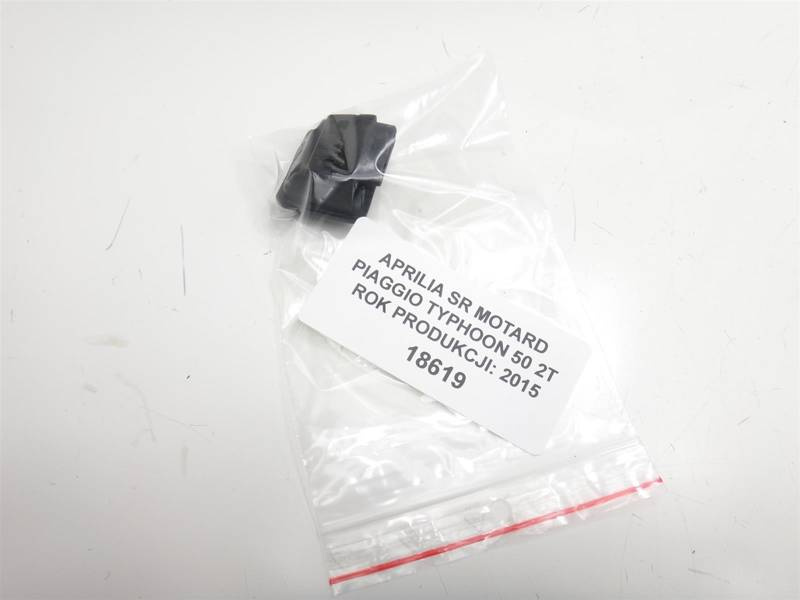 APRILIA SR MOTARD
PIAGGIO TYPHOON 50 2T
ROK PRODUKCJI: 2015
18619